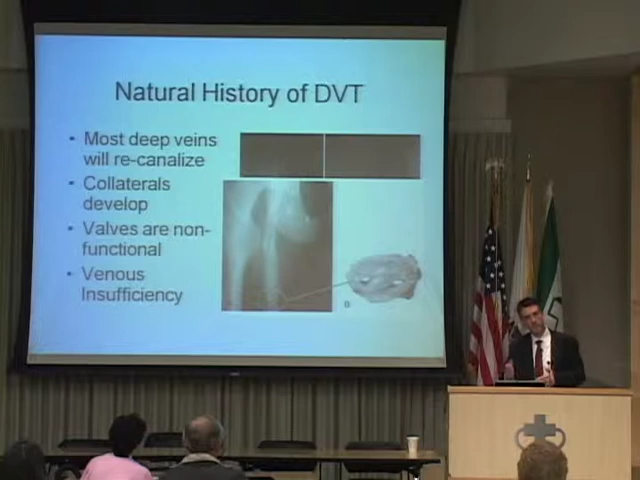 Natural History of DVT
• Most deep veins
will re-canalize
• Collaterals
develop
• Valves are non-
functional
• Venous
Insufficiency
B